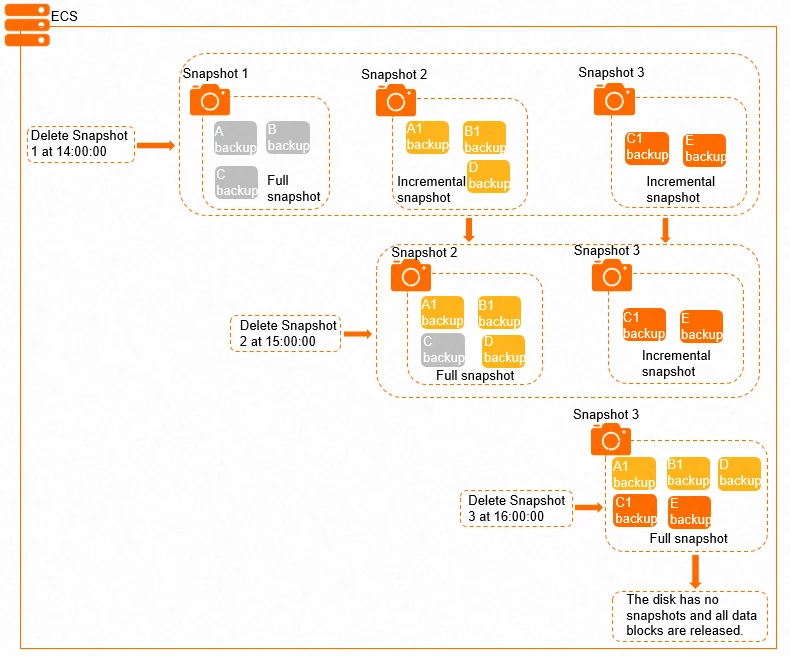 ECS
Snapshot 1
Snapshot 2
Snapshot 3
Delete Snapshot
1 at 14:00:00
A
backup
B
backup
C
backup
Full
snapshot
A1
backup
B1
backup
D
backup
Incremental
snapshot
C1
backup
E
backup
Incremental
snapshot
Snapshot 2
Snapshot 3
Delete Snapshot
2 at 15:00:00
A1
backup
B1
backup
C
backup
D
backup
Full snapshot
C1
backup
E
backup
Incremental
snapshot
Snapshot 3
Delete Snapshot
3 at 16:00:00
A1
backup
B1
backup
D
backup
C1
backup
E
backup
Full snapshot
The disk has no
snapshots and all data
blocks are released.